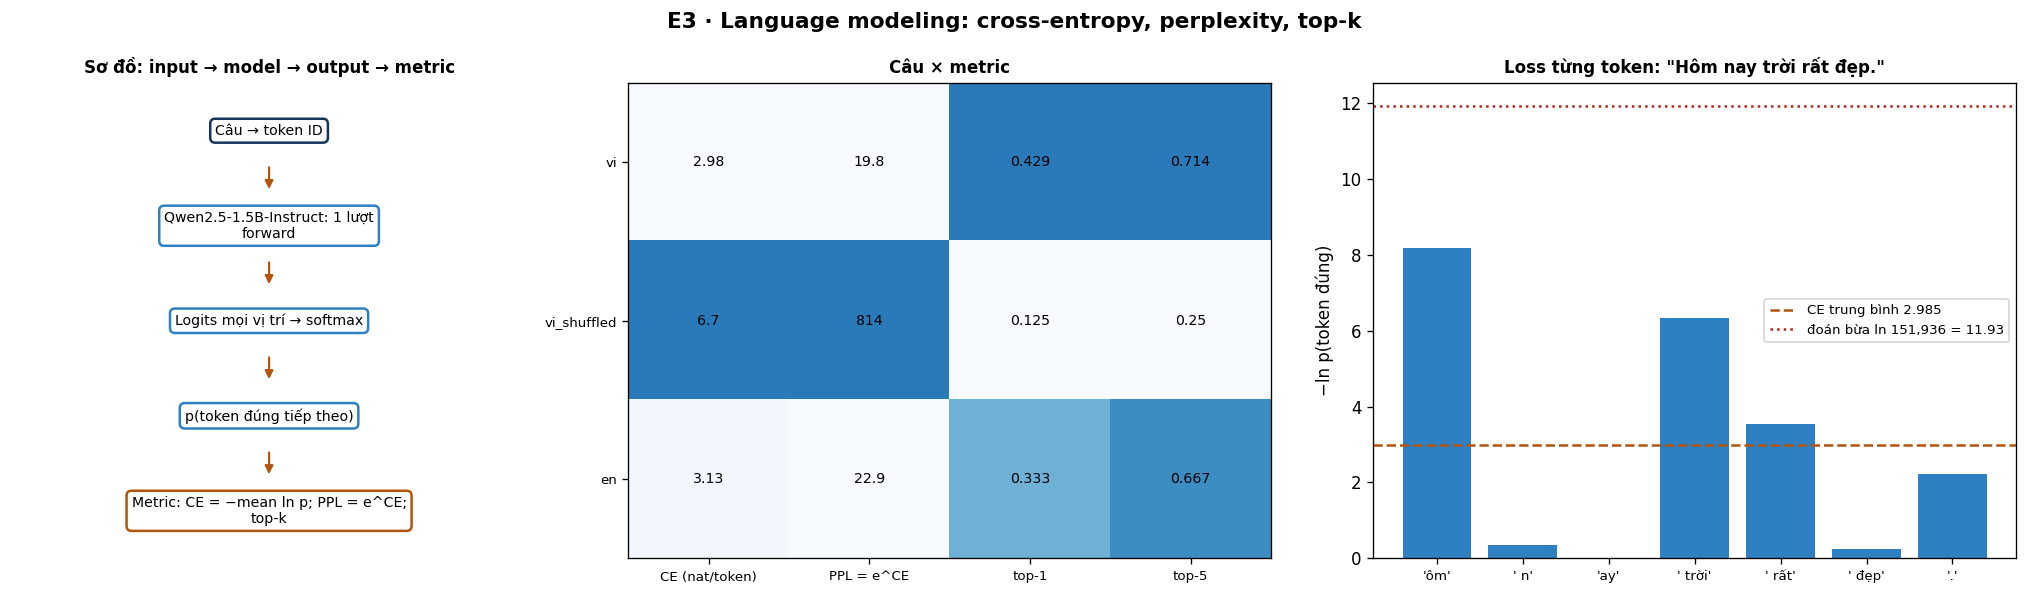 E3 · Language modeling: cross-entropy, perplexity, top-k
Sơ đồ: input → model → output → metric
Câu → token ID
Qwen2.5-1.5B-Instruct: 1 lượt
forward
Logits mọi vị trí → softmax
p(token đúng tiếp theo)
Metric: CE = −mean ln p; PPL = e^CE;
top-k
Câu × metric
vi 2.98 19.8 0.429 0.714
vi_shuffled 6.7 814 0.125 0.25
en 3.13 22.9 0.333 0.667
CE (nat/token) PPL = e^CE top-1 top-5
Loss từng token: "Hôm nay trời rất đẹp."
−ln p(token đúng)
12
10
8
6
4
2
0
CE trung bình 2.985
đoán bừa ln 151,936 = 11.93
'ôm' ' n' 'ay' ' trời' ' rất' ' đẹp' '.'